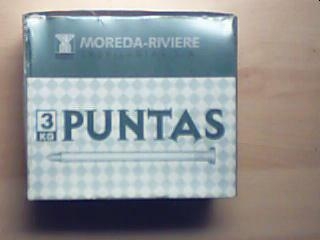 MOREDA-RIVIERE
3
KG
PUNTAS